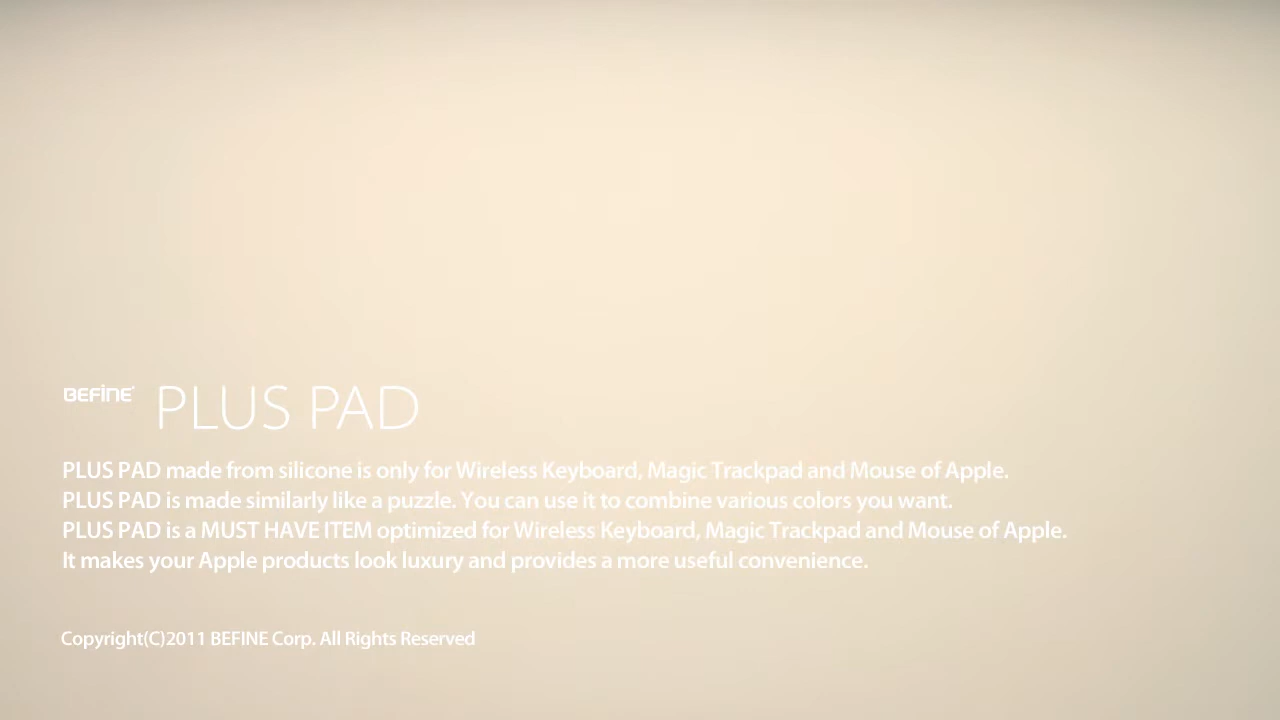 BEFINE PLUS PAD
PLUS PAD made from silicone is only for Wireless Keyboard, Magic Trackpad and Mouse of Apple.
PLUS PAD is made similarly like a puzzle. You can use it to combine various colors you want.
PLUS PAD is a MUST HAVE ITEM optimized for Wireless Keyboard, Magic Trackpad and Mouse of Apple.
It makes your Apple products look luxury and provides a more useful convenience.
Copyright(C)2011 BEFINE Corp. All Rights Reserved